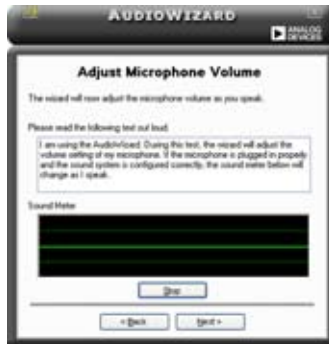 AUDIOWIZARD
ANALOG
DEVICES
Adjust Microphone Volume
The wizard will now adjust the microphone volume as you speak.
Please read the following text out loud:
I am using the AudioWizard. During this test, the wizard will adjust the
volume setting of my microphone. If the microphone is plugged in properly
and the sound system is configured correctly, the sound meter below will
change as I speak.
Sound Meter
Stop
< Back
Next >